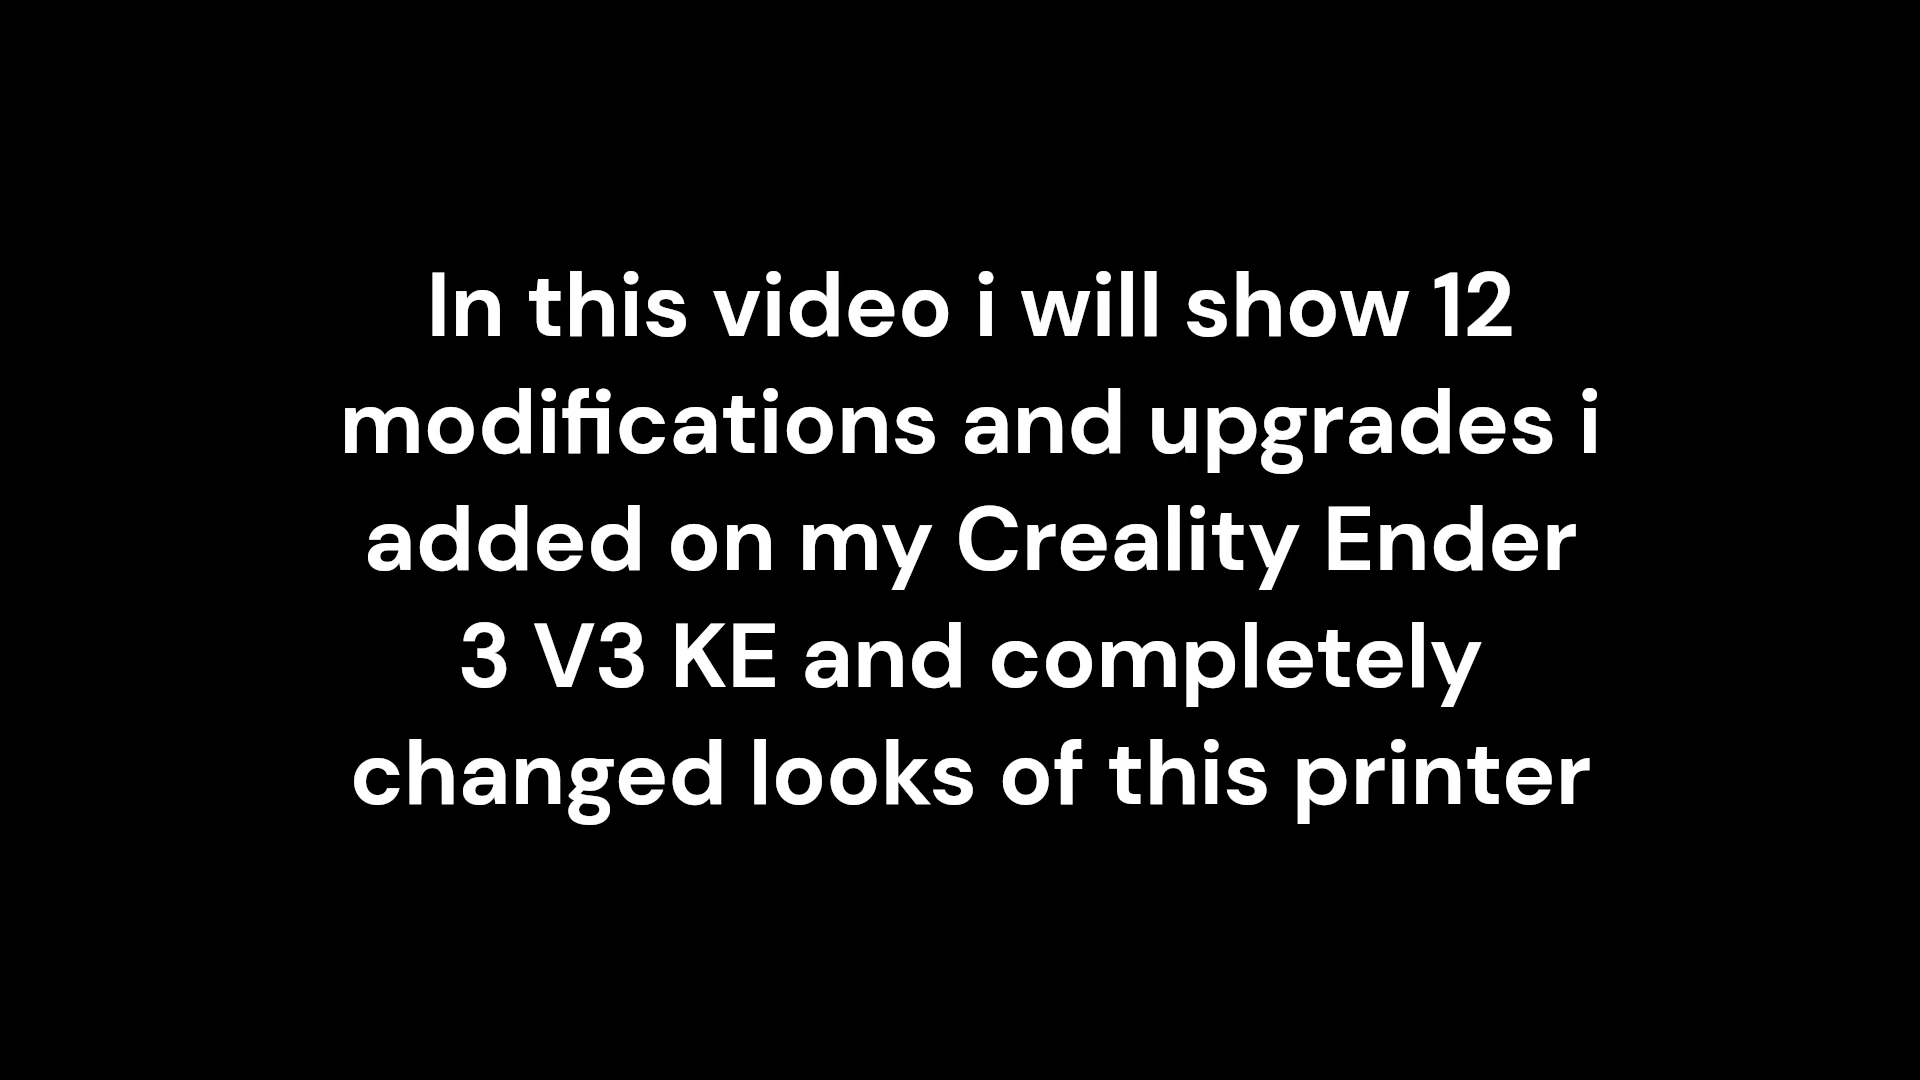 In this video i will show 12
modifications and upgrades i
added on my Creality Ender
3 V3 KE and completely
changed looks of this printer